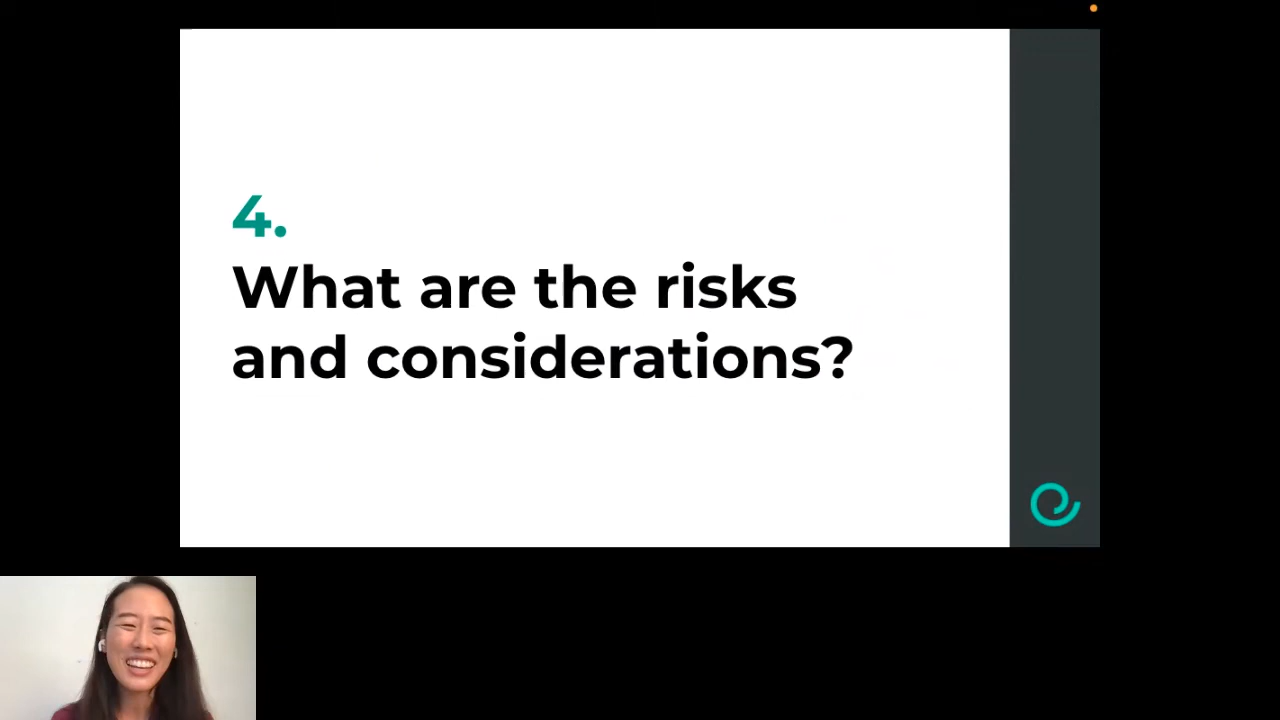 4.
What are the risks
and considerations?